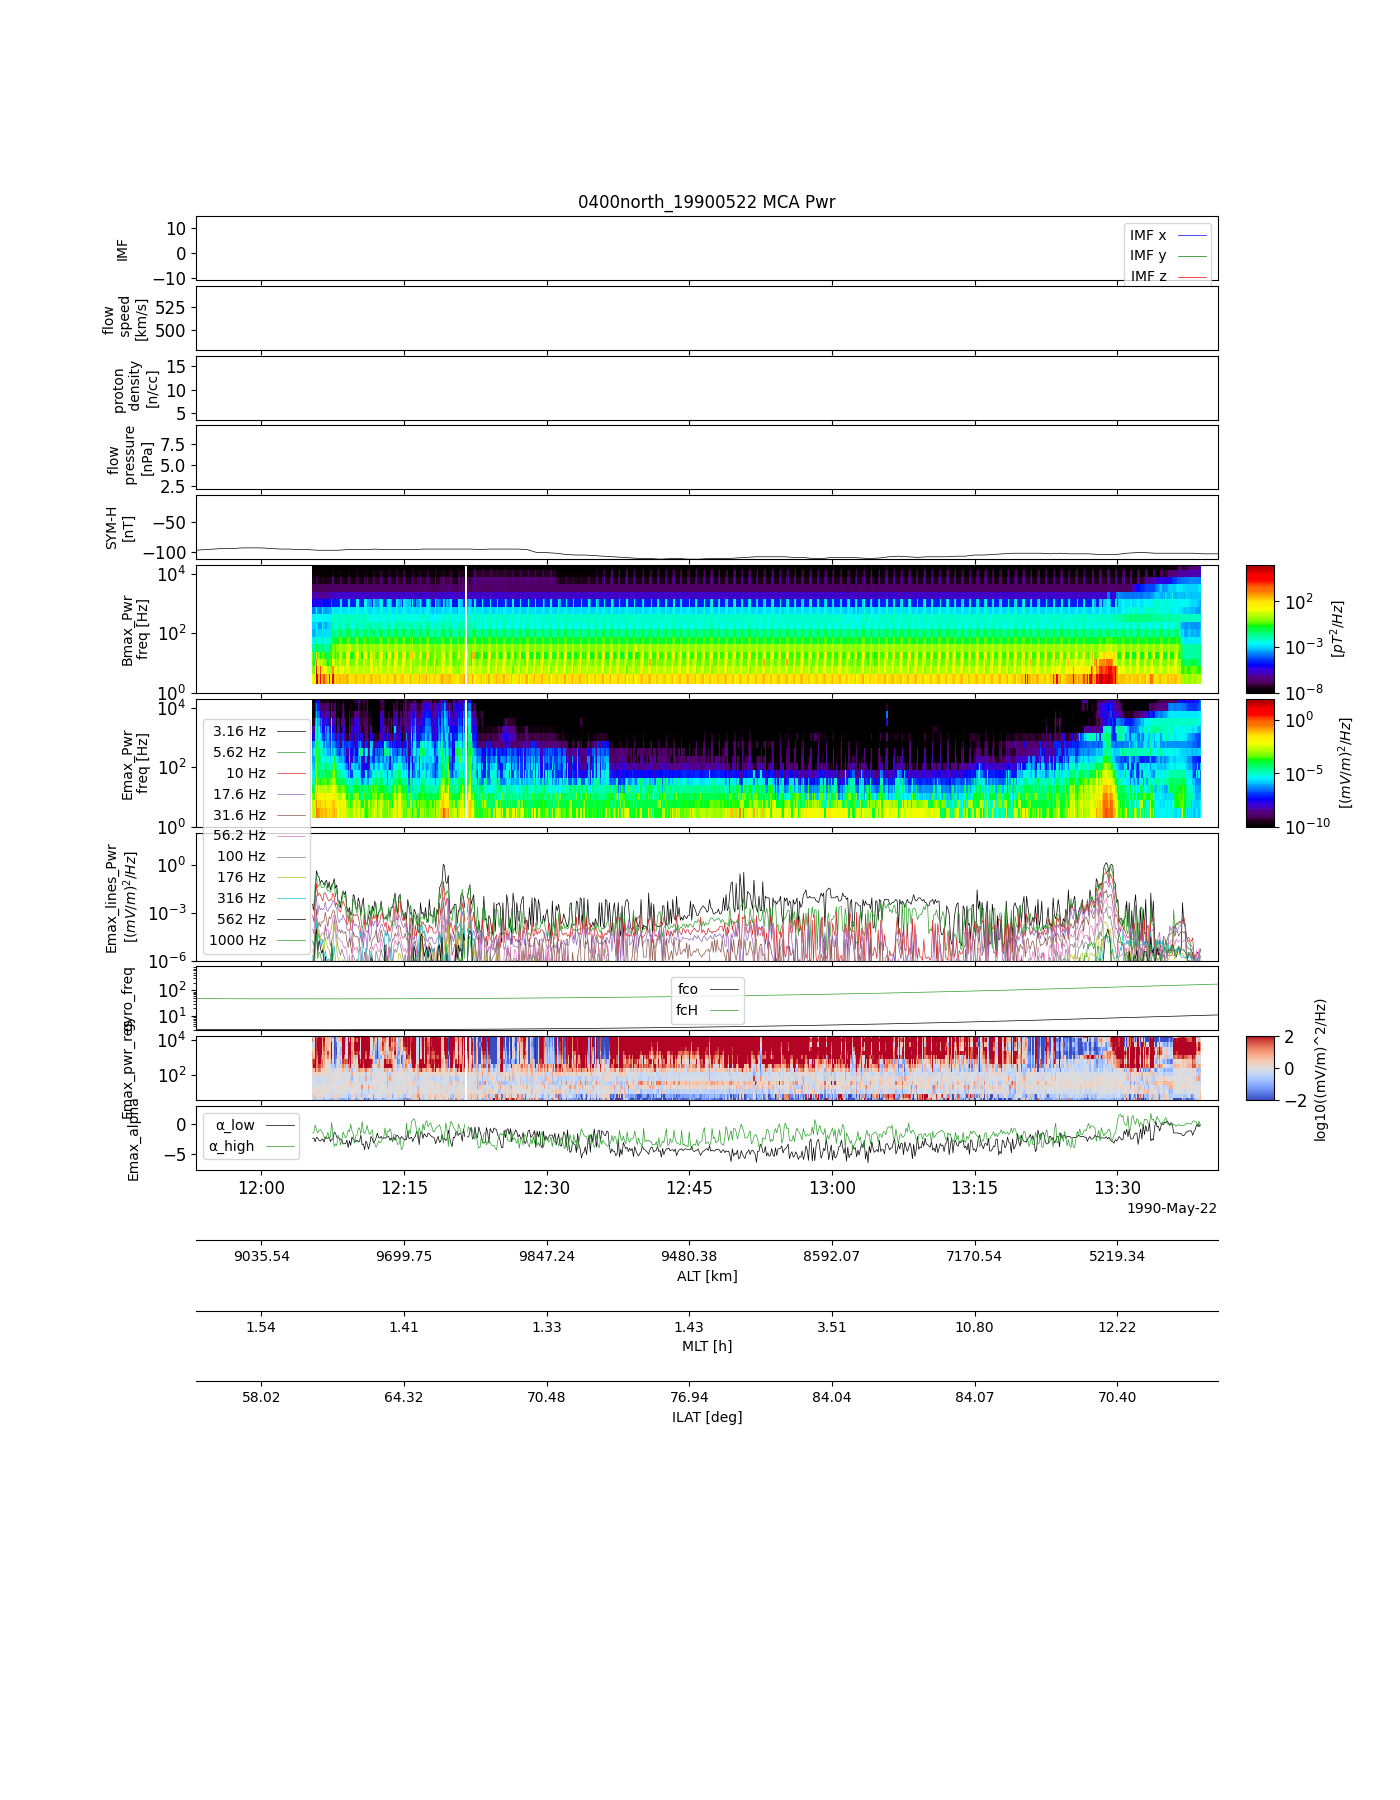 0400north_19900522 MCA Pwr
10
0
−10
IMF
IMF x
IMF y
IMF z
525
500
flow
speed
[km/s]
15
10
5
proton
density
[n/cc]
7.5
5.0
2.5
flow
pressure
[nPa]
−50
−100
SYM-H
[nT]
10^4
10^2
10^0
Bmax_Pwr
freq [Hz]
10^2
10^−3
10^−8
[pT^2/Hz]
10^4
10^2
10^0
Emax_Pwr
freq [Hz]
10^0
10^−5
10^−10
[(mV/m)^2/Hz]
3.16 Hz
5.62 Hz
10 Hz
17.6 Hz
31.6 Hz
56.2 Hz
100 Hz
176 Hz
316 Hz
562 Hz
1000 Hz
10^0
10^−3
10^−6
Emax_lines_Pwr
[(mV/m)^2/Hz]
10^2
10^1
gyro_freq
fco
fcH
10^4
10^2
Emax_pwr_reg
2
0
−2
log10((mV/m)^2/Hz)
0
−5
Emax_alpha
α_low
α_high
12:00 12:15 12:30 12:45 13:00 13:15 13:30
1990-May-22
9035.54 9699.75 9847.24 9480.38 8592.07 7170.54 5219.34
ALT [km]
1.54 1.41 1.33 1.43 3.51 10.80 12.22
MLT [h]
58.02 64.32 70.48 76.94 84.04 84.07 70.40
ILAT [deg]